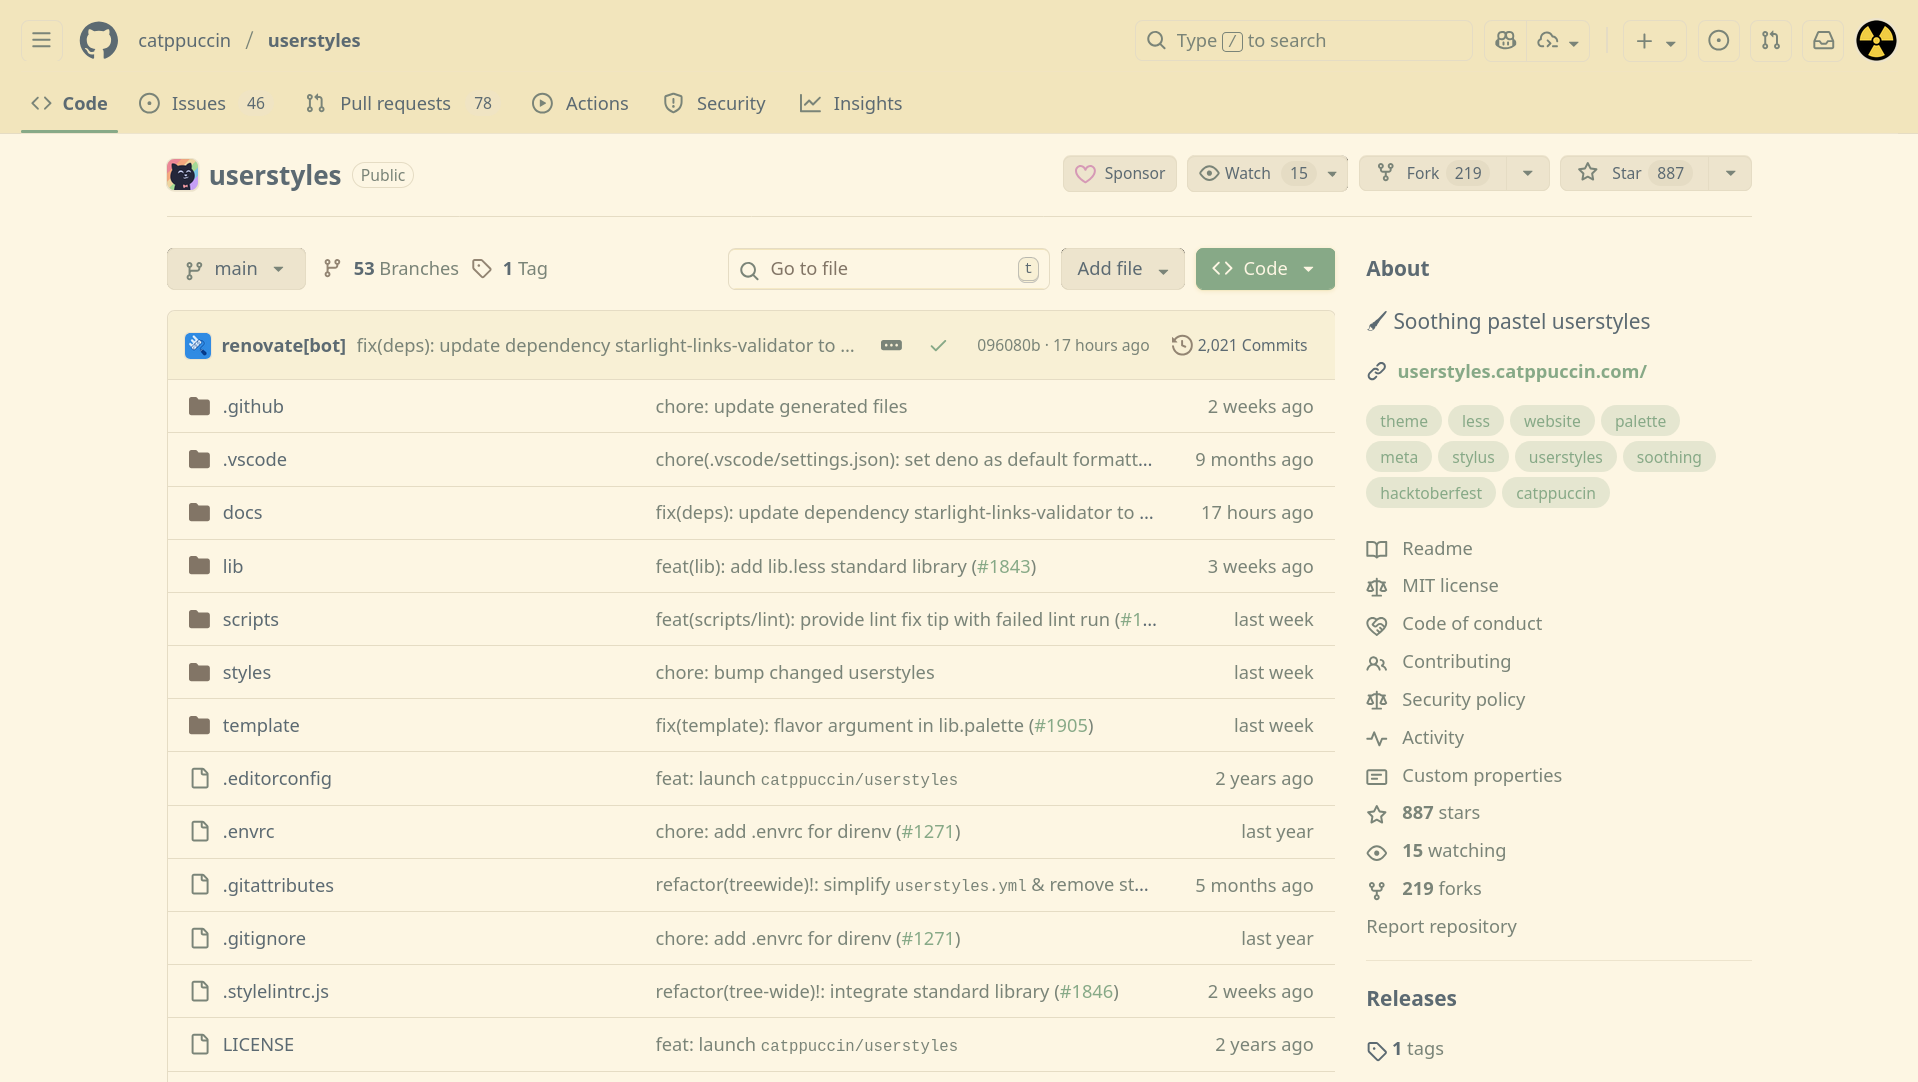 catppuccin / userstyles
Type / to search
Code Issues 46 Pull requests 78 Actions Security Insights
userstyles Public
Sponsor Watch 15 Fork 219 Star 887
main 53 Branches 1 Tag Go to file t Add file Code
renovate[bot] fix(deps): update dependency starlight-links-validator to ... 096080b · 17 hours ago 2,021 Commits
.github chore: update generated files 2 weeks ago
.vscode chore(.vscode/settings.json): set deno as default formatt... 9 months ago
docs fix(deps): update dependency starlight-links-validator to ... 17 hours ago
lib feat(lib): add lib.less standard library (#1843) 3 weeks ago
scripts feat(scripts/lint): provide lint fix tip with failed lint run (#1... last week
styles chore: bump changed userstyles last week
template fix(template): flavor argument in lib.palette (#1905) last week
.editorconfig feat: launch catppuccin/userstyles 2 years ago
.envrc chore: add .envrc for direnv (#1271) last year
.gitattributes refactor(treewide)!: simplify userstyles.yml & remove st... 5 months ago
.gitignore chore: add .envrc for direnv (#1271) last year
.stylelintrc.js refactor(tree-wide)!: integrate standard library (#1846) 2 weeks ago
LICENSE feat: launch catppuccin/userstyles 2 years ago
About
🖌️ Soothing pastel userstyles
userstyles.catppuccin.com/
theme less website palette
meta stylus userstyles soothing
hacktoberfest catppuccin
Readme
MIT license
Code of conduct
Contributing
Security policy
Activity
Custom properties
887 stars
15 watching
219 forks
Report repository
Releases
1 tags